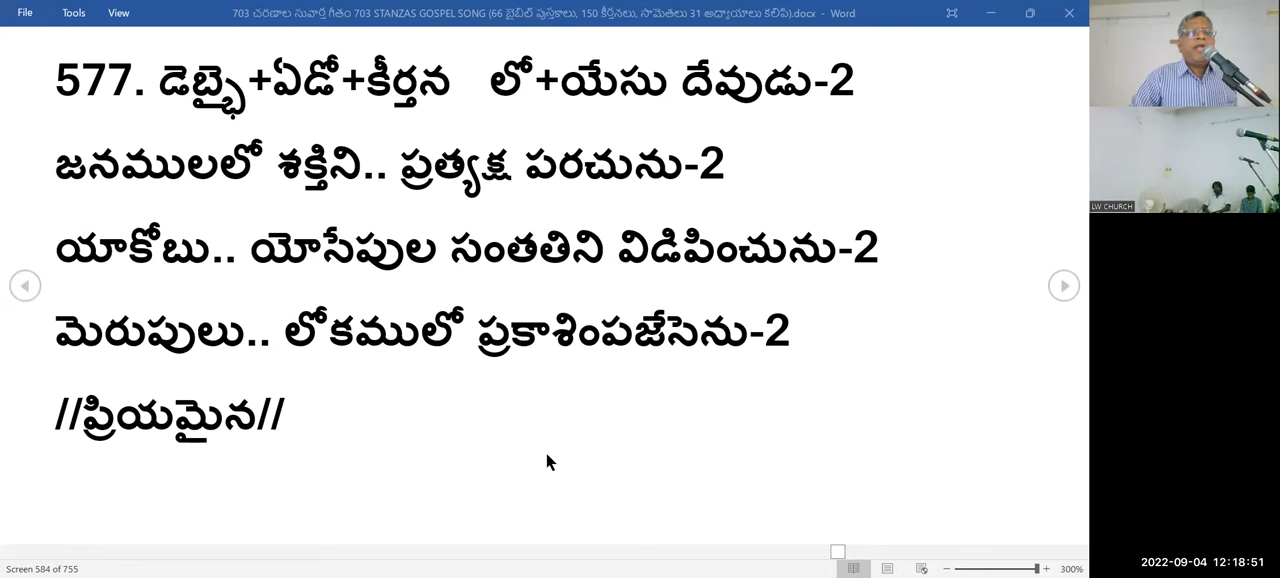 File Tools View 703 చరణాల సువార్త గీతం 703 STANZAS GOSPEL SONG (66 బైబిల్ పుస్తకాలు, 150 కీర్తనలు, సామెతలు 31 అధ్యాయాలు కలిపి).docx - Word
577. డెబ్భై+ఏడో+కీర్తన లో+యేసు దేవుడు-2
జనములలో శక్తిని.. ప్రత్యక్ష పరచును-2
యాకోబు.. యోసేపుల సంతతిని విడిపించును-2
మెరుపులు.. లోకములో ప్రకాశింపజేసెను-2
//ప్రియమైన//
LW CHURCH
2022-09-04 12:18:51
Screen 584 of 755
300%